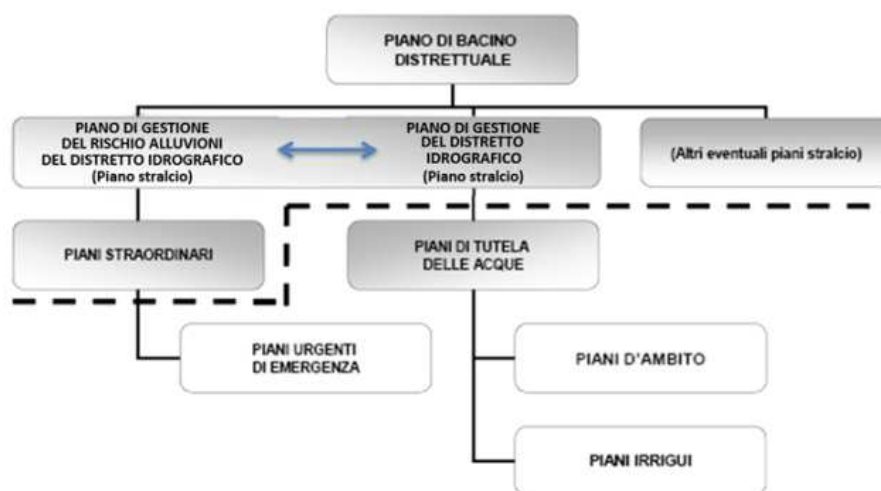 PIANO DI BACINO
DISTRETTUALE
PIANO DI GESTIONE
DEL RISCHIO ALLUVIONI
DEL DISTRETTO IDROGRAFICO
(Piano stralcio)
PIANO DI GESTIONE
DEL DISTRETTO
IDROGRAFICO
(Piano stralcio)
(Altri eventuali piani stralcio)
PIANI STRAORDINARI
PIANI DI TUTELA
DELLE ACQUE
PIANI URGENTI
DI EMERGENZA
PIANI D'AMBITO
PIANI IRRIGUI